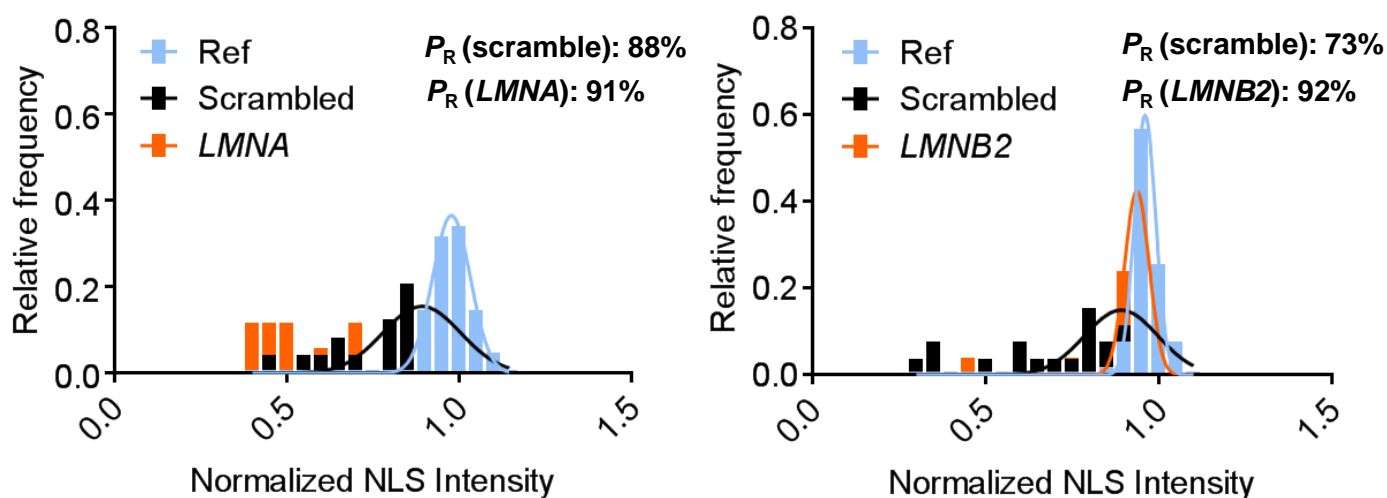 0.8
0.6
0.4
0.2
0.0
Relative frequency
Ref
Scrambled
LMNA
PR (scramble): 88%
PR (LMNA): 91%
0.0
0.5
1.0
1.5
Normalized NLS Intensity
0.8
0.6
0.4
0.2
0.0
Relative frequency
Ref
Scrambled
LMNB2
PR (scramble): 73%
PR (LMNB2): 92%
0.0
0.5
1.0
1.5
Normalized NLS Intensity